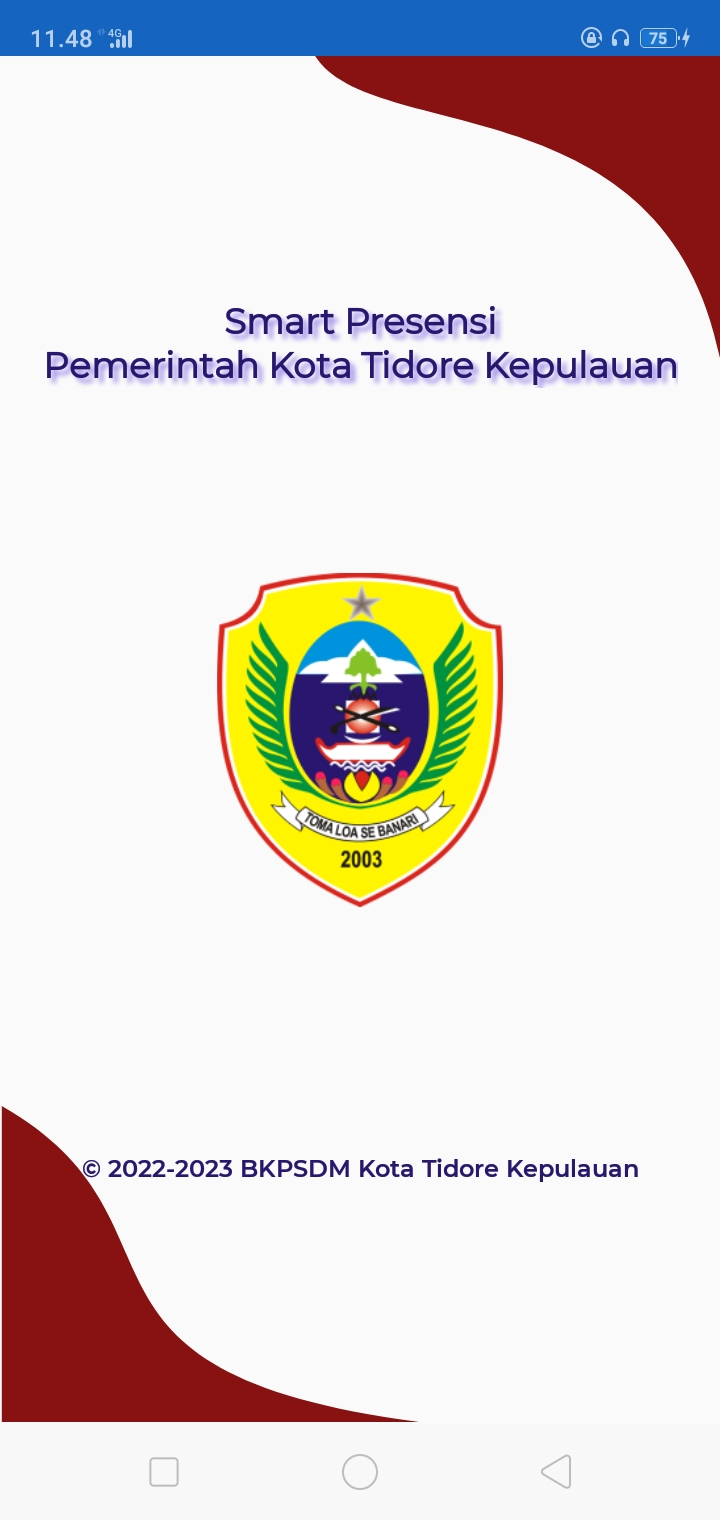 11.48 4G 75
Smart Presensi
Pemerintah Kota Tidore Kepulauan
TOMA LOA SE BANARI
2003
© 2022-2023 BKPSDM Kota Tidore Kepulauan